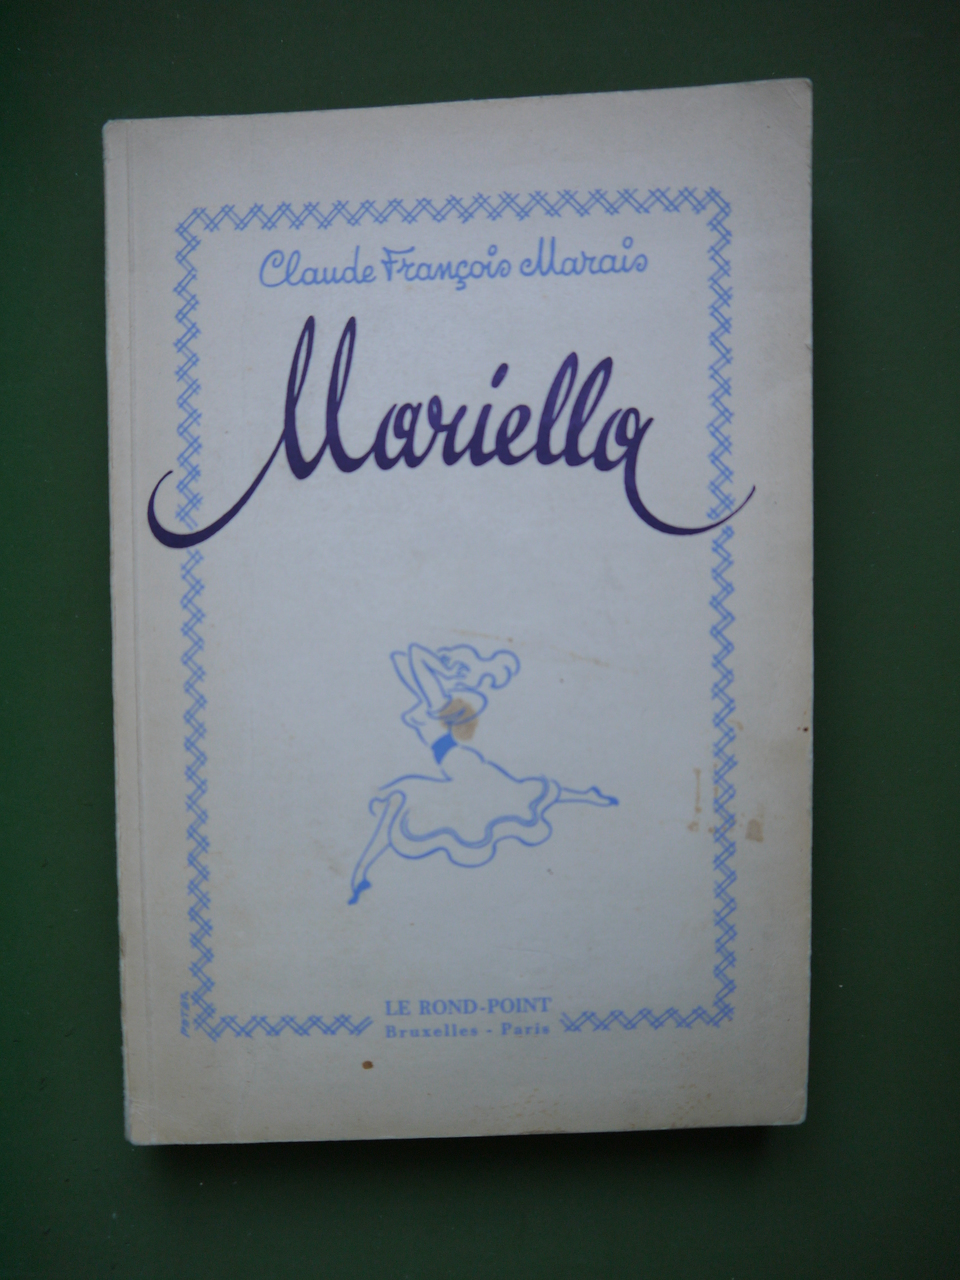 Claude François Marais
Mariella
LE ROND-POINT
Bruxelles - Paris